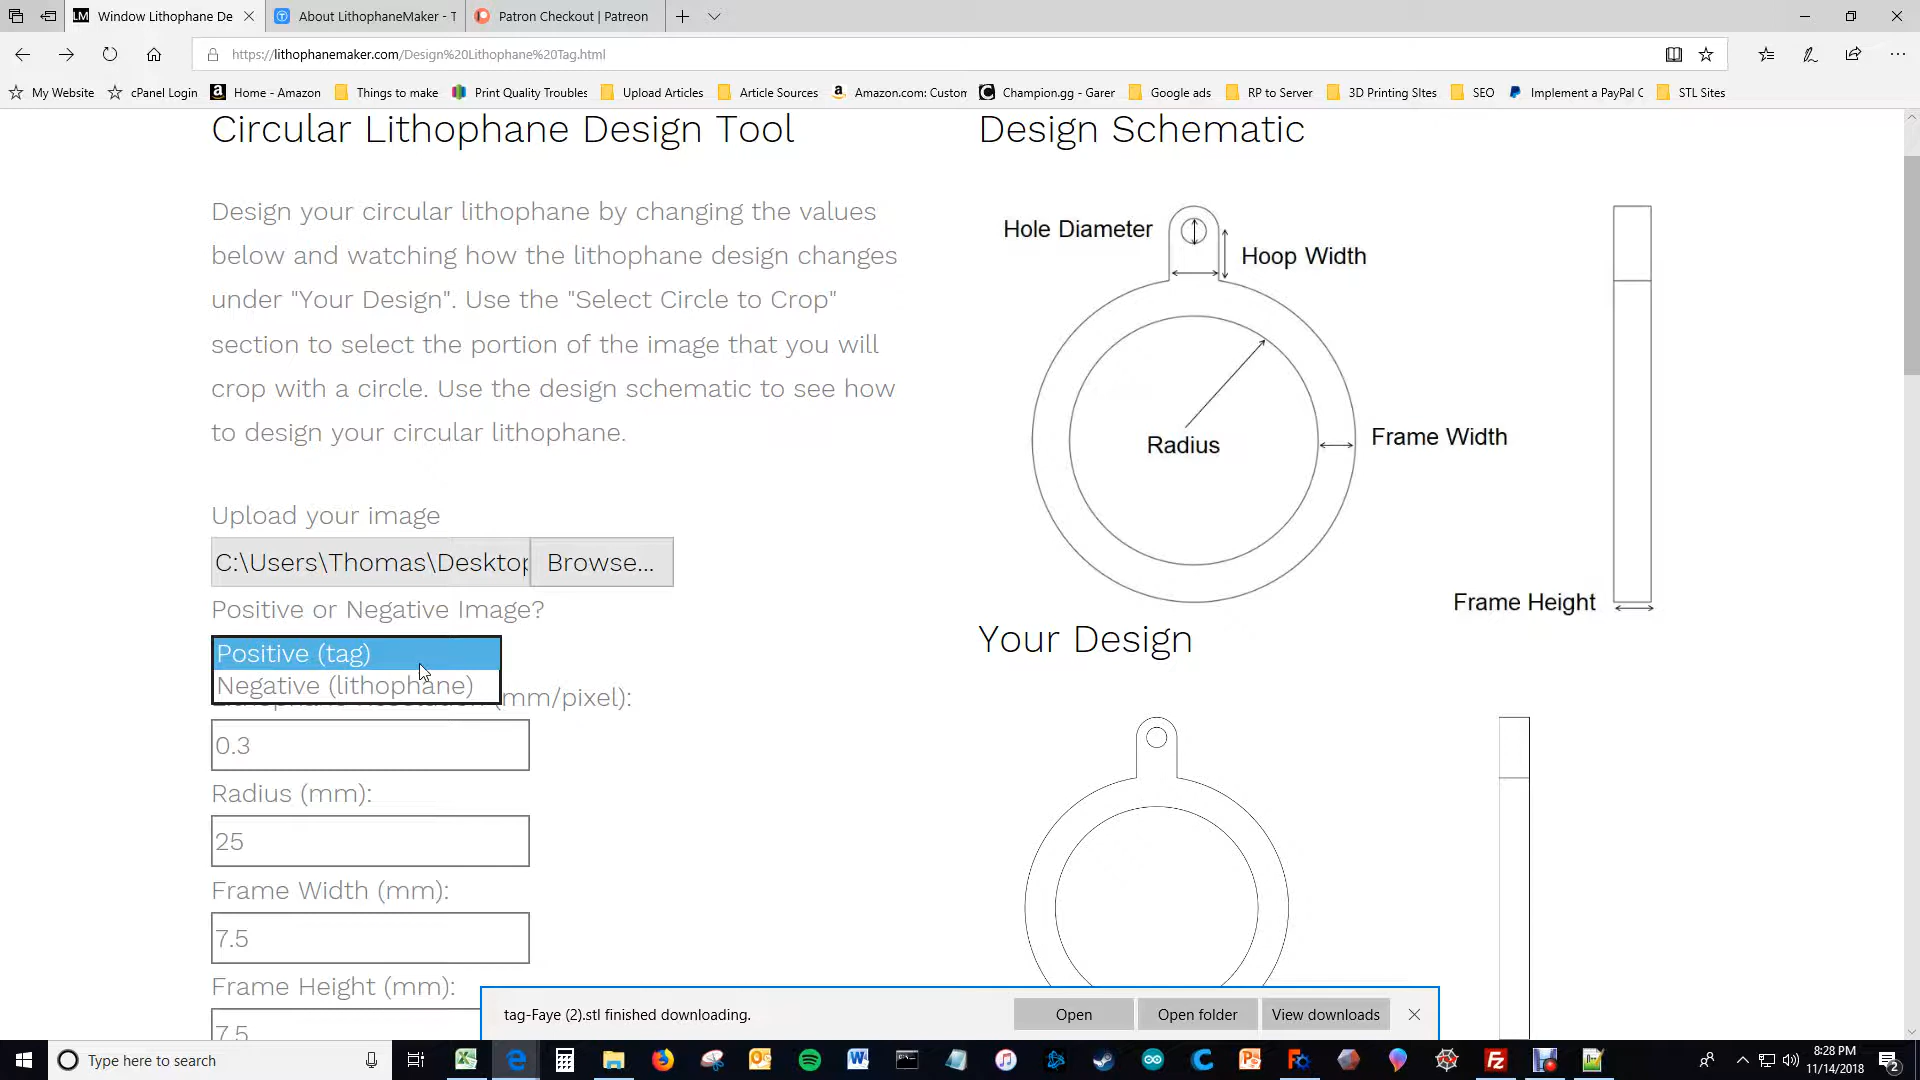 Window Lithophane De
About LithophaneMaker - T
Patron Checkout | Patreon
https://lithophanemaker.com/Design%20Lithophane%20Tag.html
My Website
cPanel Login
Home - Amazon
Things to make
Print Quality Troubles
Upload Articles
Article Sources
Amazon.com: Custom
Champion.gg - Garer
Google ads
RP to Server
3D Printing SItes
SEO
Implement a PayPal C
STL Sites
Circular Lithophane Design Tool
Design your circular lithophane by changing the values
below and watching how the lithophane design changes
under "Your Design". Use the "Select Circle to Crop"
section to select the portion of the image that you will
crop with a circle. Use the design schematic to see how
to design your circular lithophane.
Upload your image
C:\Users\Thomas\Desktop
Browse...
Positive or Negative Image?
Positive (tag)
Negative (lithophane)
(mm/pixel):
0.3
Radius (mm):
25
Frame Width (mm):
7.5
Frame Height (mm):
7.5
Design Schematic
Hole Diameter
Hoop Width
Radius
Frame Width
Frame Height
Your Design
tag-Faye (2).stl finished downloading.
Open
Open folder
View downloads
Type here to search
8:28 PM
11/14/2018
2